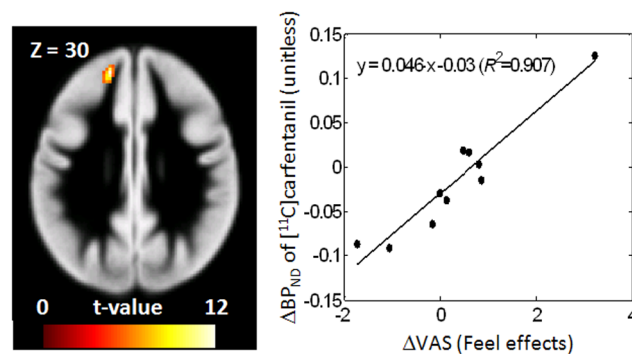 Z = 30
0 t-value 12
y = 0.046·x -0.03 (R²=0.907)
ΔBP_ND of [¹¹C]carfentanil (unitless)
0.15
0.1
0.05
0
-0.05
-0.1
-0.15
-2 0 2 4
ΔVAS (Feel effects)